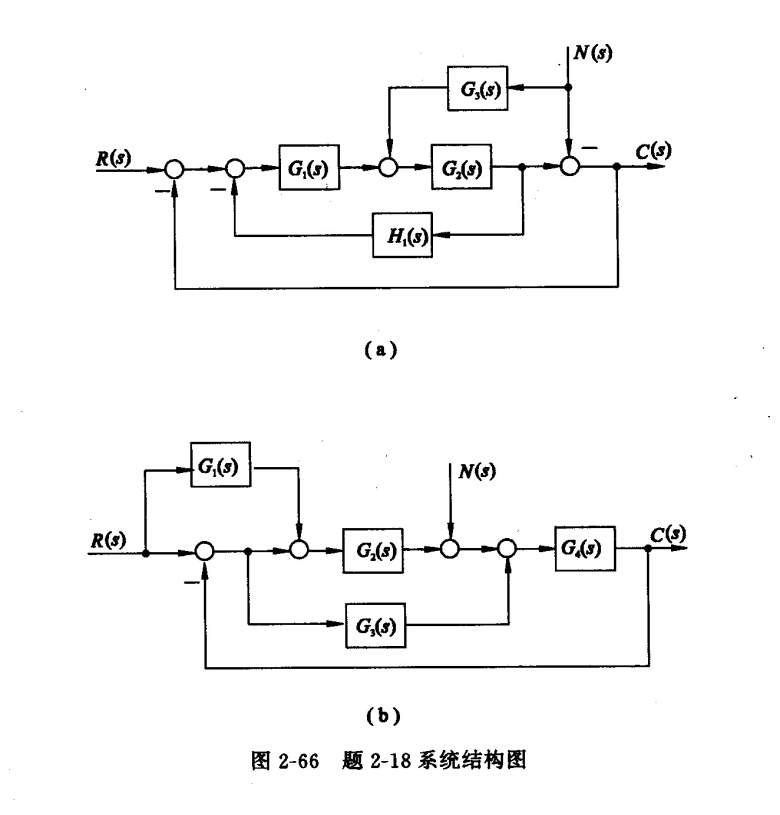 N(s)
G₃(s)
R(s)
G₁(s)
G₂(s)
−
C(s)
−
−
H₁(s)
(a)
G₁(s)
N(s)
R(s)
G₂(s)
G₄(s)
C(s)
−
G₃(s)
(b)
图 2-66 题 2-18 系统结构图